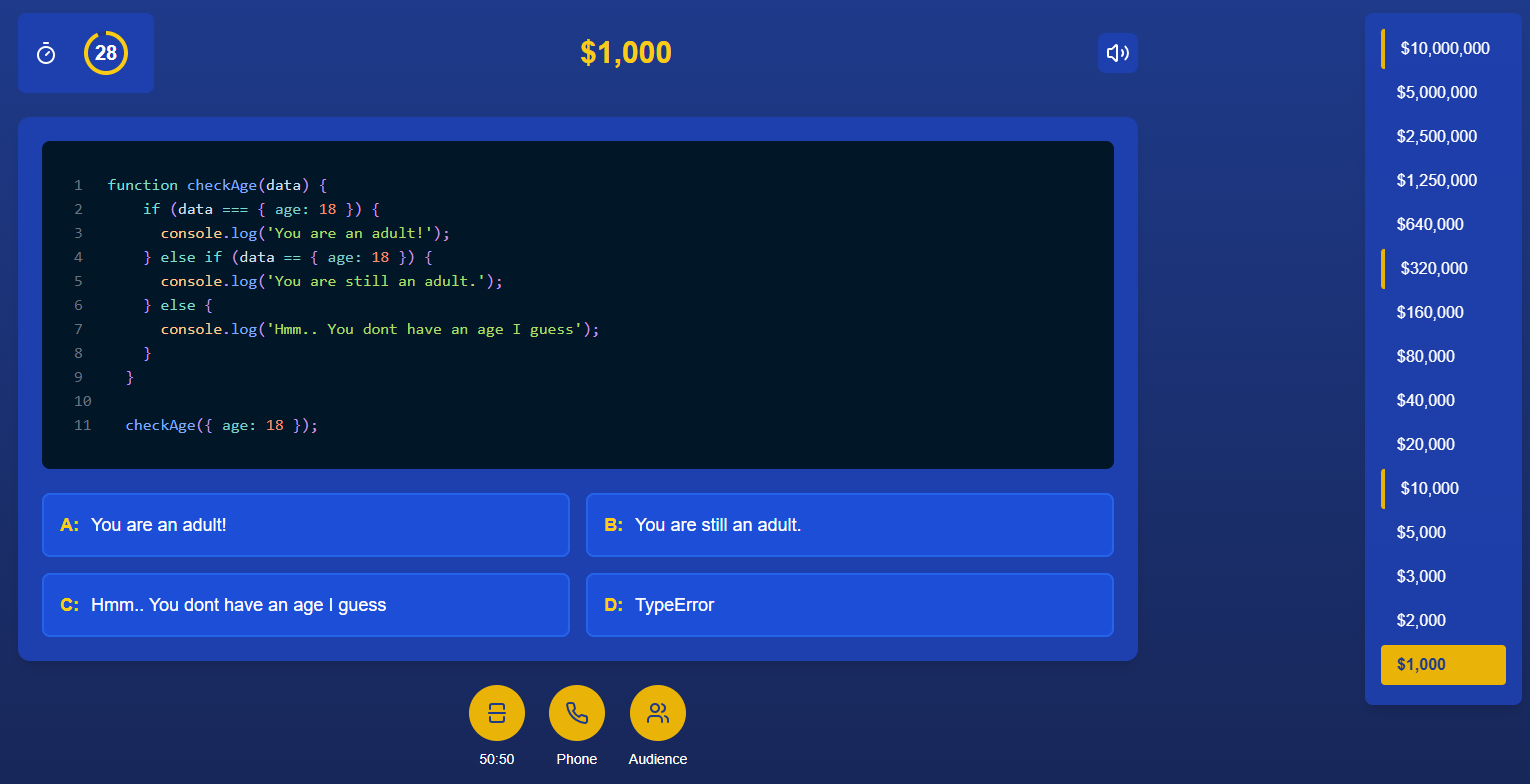 28
$1,000
1 function checkAge(data) {
2 if (data === { age: 18 }) {
3 console.log('You are an adult!');
4 } else if (data == { age: 18 }) {
5 console.log('You are still an adult.');
6 } else {
7 console.log('Hmm.. You dont have an age I guess');
8 }
9 }
10
11 checkAge({ age: 18 });
A: You are an adult!
B: You are still an adult.
C: Hmm.. You dont have an age I guess
D: TypeError
50:50
Phone
Audience
$10,000,000
$5,000,000
$2,500,000
$1,250,000
$640,000
$320,000
$160,000
$80,000
$40,000
$20,000
$10,000
$5,000
$3,000
$2,000
$1,000